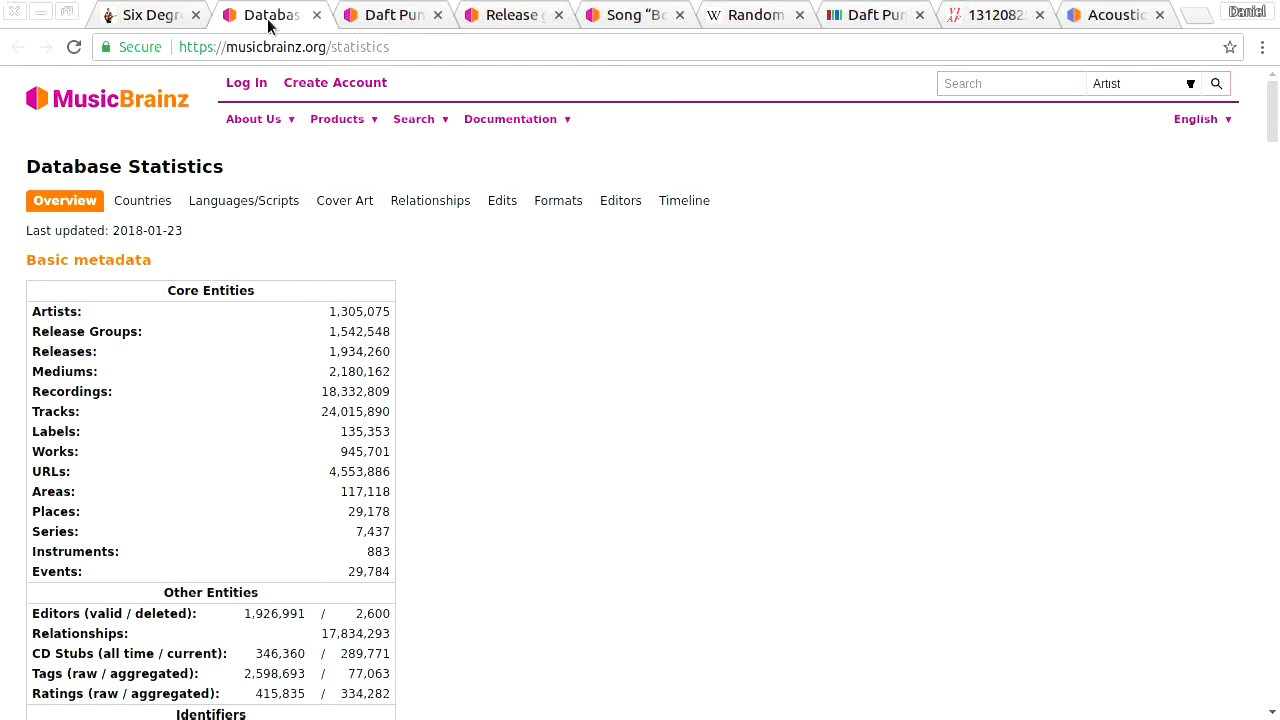 Six Degr
Databas
Daft Pun
Release g
Song “Bo
Random
Daft Pun
1312082
Acoustic
Daniel
Secure
https://musicbrainz.org/statistics
MusicBrainz
Log In
Create Account
Search
Artist
About Us ▼
Products ▼
Search ▼
Documentation ▼
English ▼
Database Statistics
Overview
Countries
Languages/Scripts
Cover Art
Relationships
Edits
Formats
Editors
Timeline
Last updated: 2018-01-23
Basic metadata
Core Entities
Artists: 1,305,075
Release Groups: 1,542,548
Releases: 1,934,260
Mediums: 2,180,162
Recordings: 18,332,809
Tracks: 24,015,890
Labels: 135,353
Works: 945,701
URLs: 4,553,886
Areas: 117,118
Places: 29,178
Series: 7,437
Instruments: 883
Events: 29,784
Other Entities
Editors (valid / deleted): 1,926,991 / 2,600
Relationships: 17,834,293
CD Stubs (all time / current): 346,360 / 289,771
Tags (raw / aggregated): 2,598,693 / 77,063
Ratings (raw / aggregated): 415,835 / 334,282
Identifiers